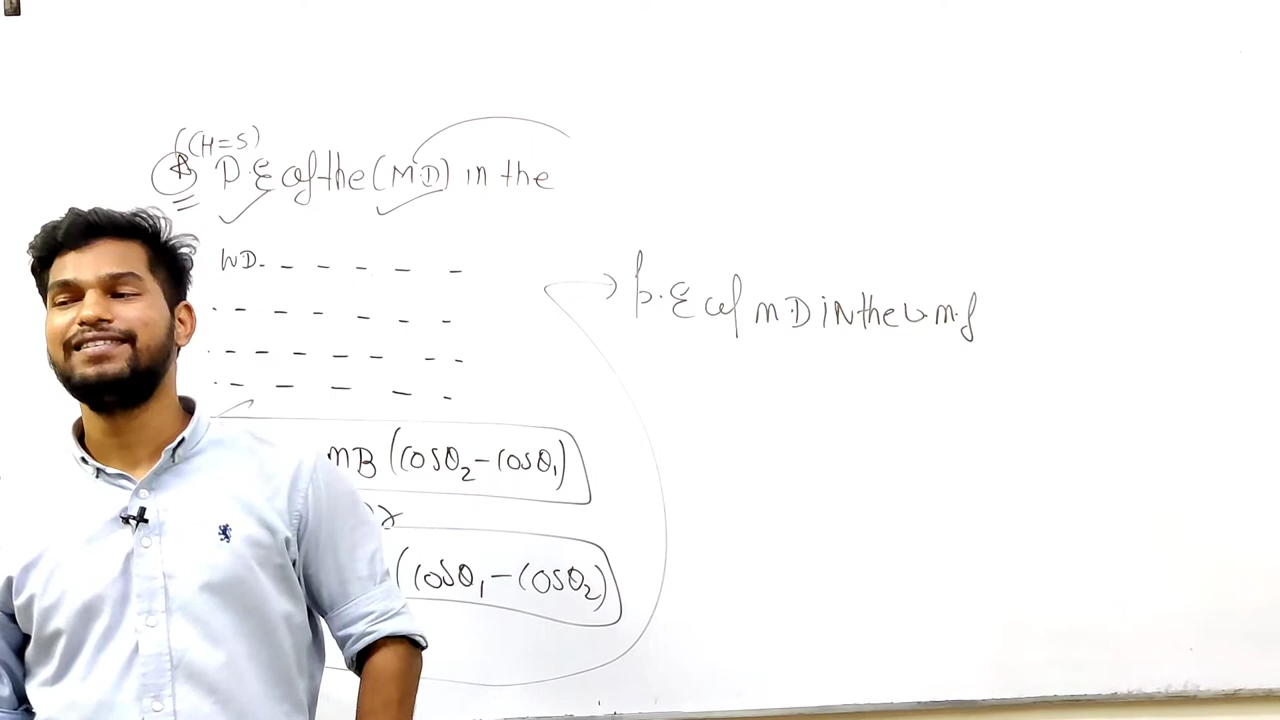 (H=S)
P.E of the (M.D) in the
WD- - - - - -
MB (cosθ₂-cosθ₁)
(cosθ₁-cosθ₂)
P.E of M.D in the u.m.f